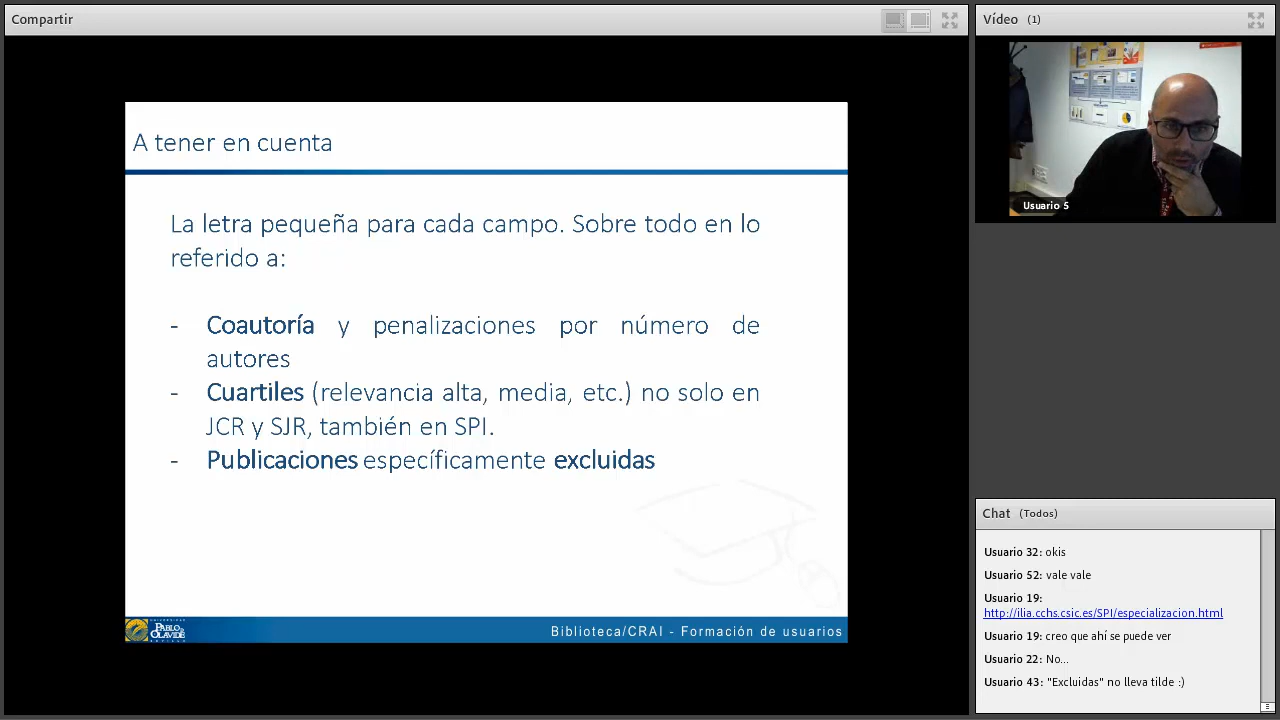 Compartir
A tener en cuenta
La letra pequeña para cada campo. Sobre todo en lo
referido a:
- Coautoría y penalizaciones por número de
autores
- Cuartiles (relevancia alta, media, etc.) no solo en
JCR y SJR, también en SPI.
- Publicaciones específicamente excluidas
UNIVERSIDAD
PABLO DE
OLAVIDE
Biblioteca/CRAI - Formación de usuarios
Vídeo (1)
Usuario 5
Chat (Todos)
Usuario 32: okis
Usuario 52: vale vale
Usuario 19:
http://ilia.cchs.csic.es/SPI/especializacion.html
Usuario 19: creo que ahí se puede ver
Usuario 22: No...
Usuario 43: "Excluidas" no lleva tilde :)